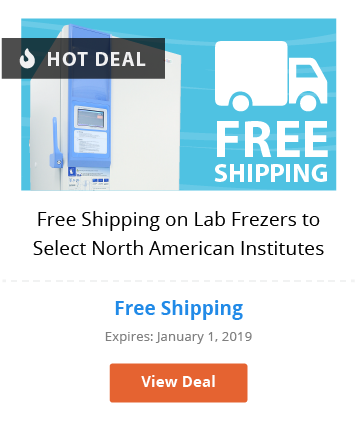 HOT DEAL
FREE
SHIPPING
Free Shipping on Lab Frezers to
Select North American Institutes
Free Shipping
Expires: January 1, 2019
View Deal